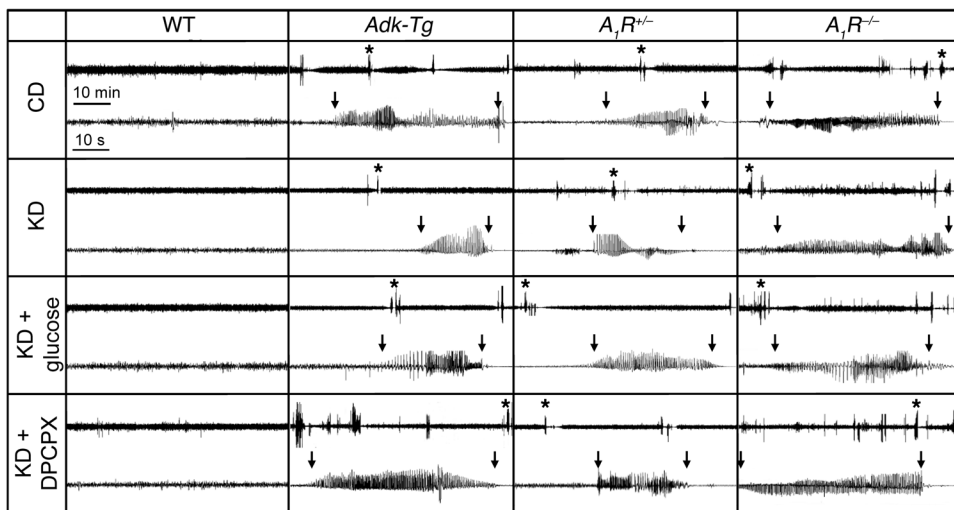 WT Adk-Tg A₁R⁺/⁻ A₁R⁻/⁻
CD
* * *
10 min
10 s
KD
* * *
KD +
glucose
* * *
KD +
DPCPX
* * *